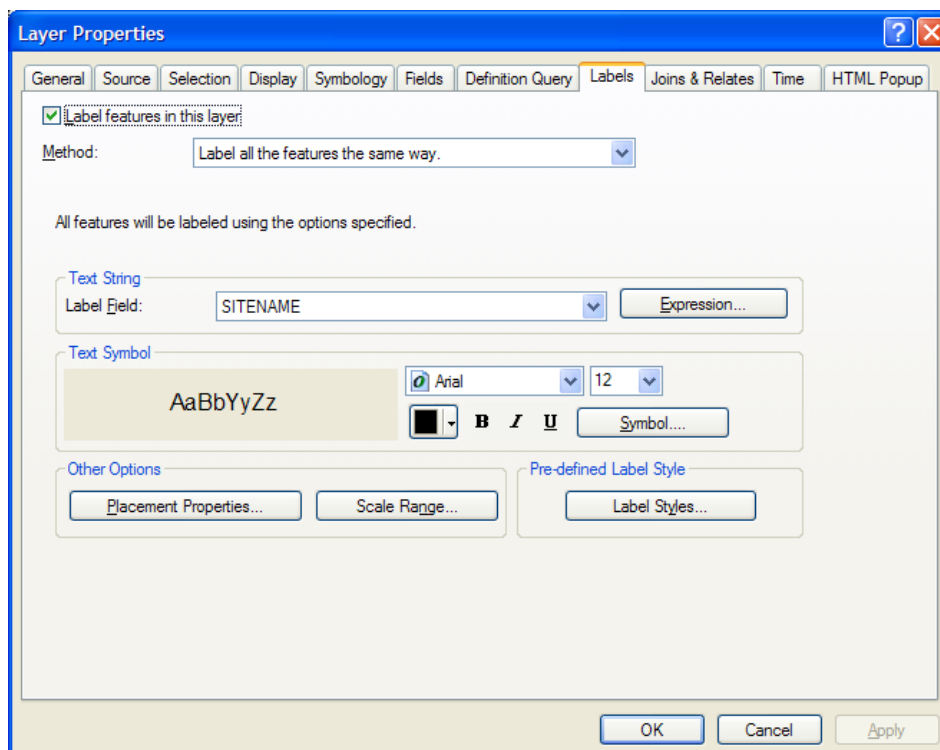 Layer Properties
General Source Selection Display Symbology Fields Definition Query Labels Joins & Relates Time HTML Popup
Label features in this layer
Method: Label all the features the same way.
All features will be labeled using the options specified.
Text String
Label Field: SITENAME Expression...
Text Symbol
AaBbYyZz
Arial 12
B I U Symbol....
Other Options
Placement Properties... Scale Range...
Pre-defined Label Style
Label Styles...
OK Cancel Apply